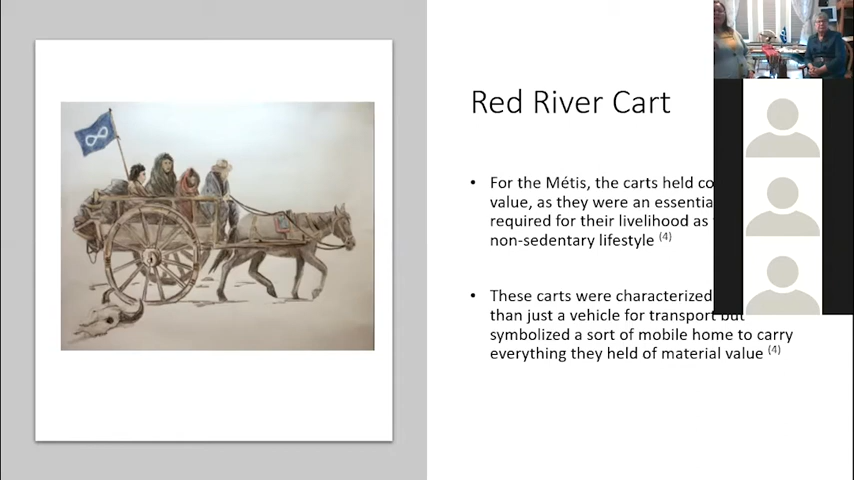 Red River Cart
• For the Métis, the carts held
value, as they were an
required for their livelihood as
non-sedentary lifestyle (4)
• These carts were characterized
than just a vehicle for transport but
symbolized a sort of mobile home to carry
everything they held of material value (4)